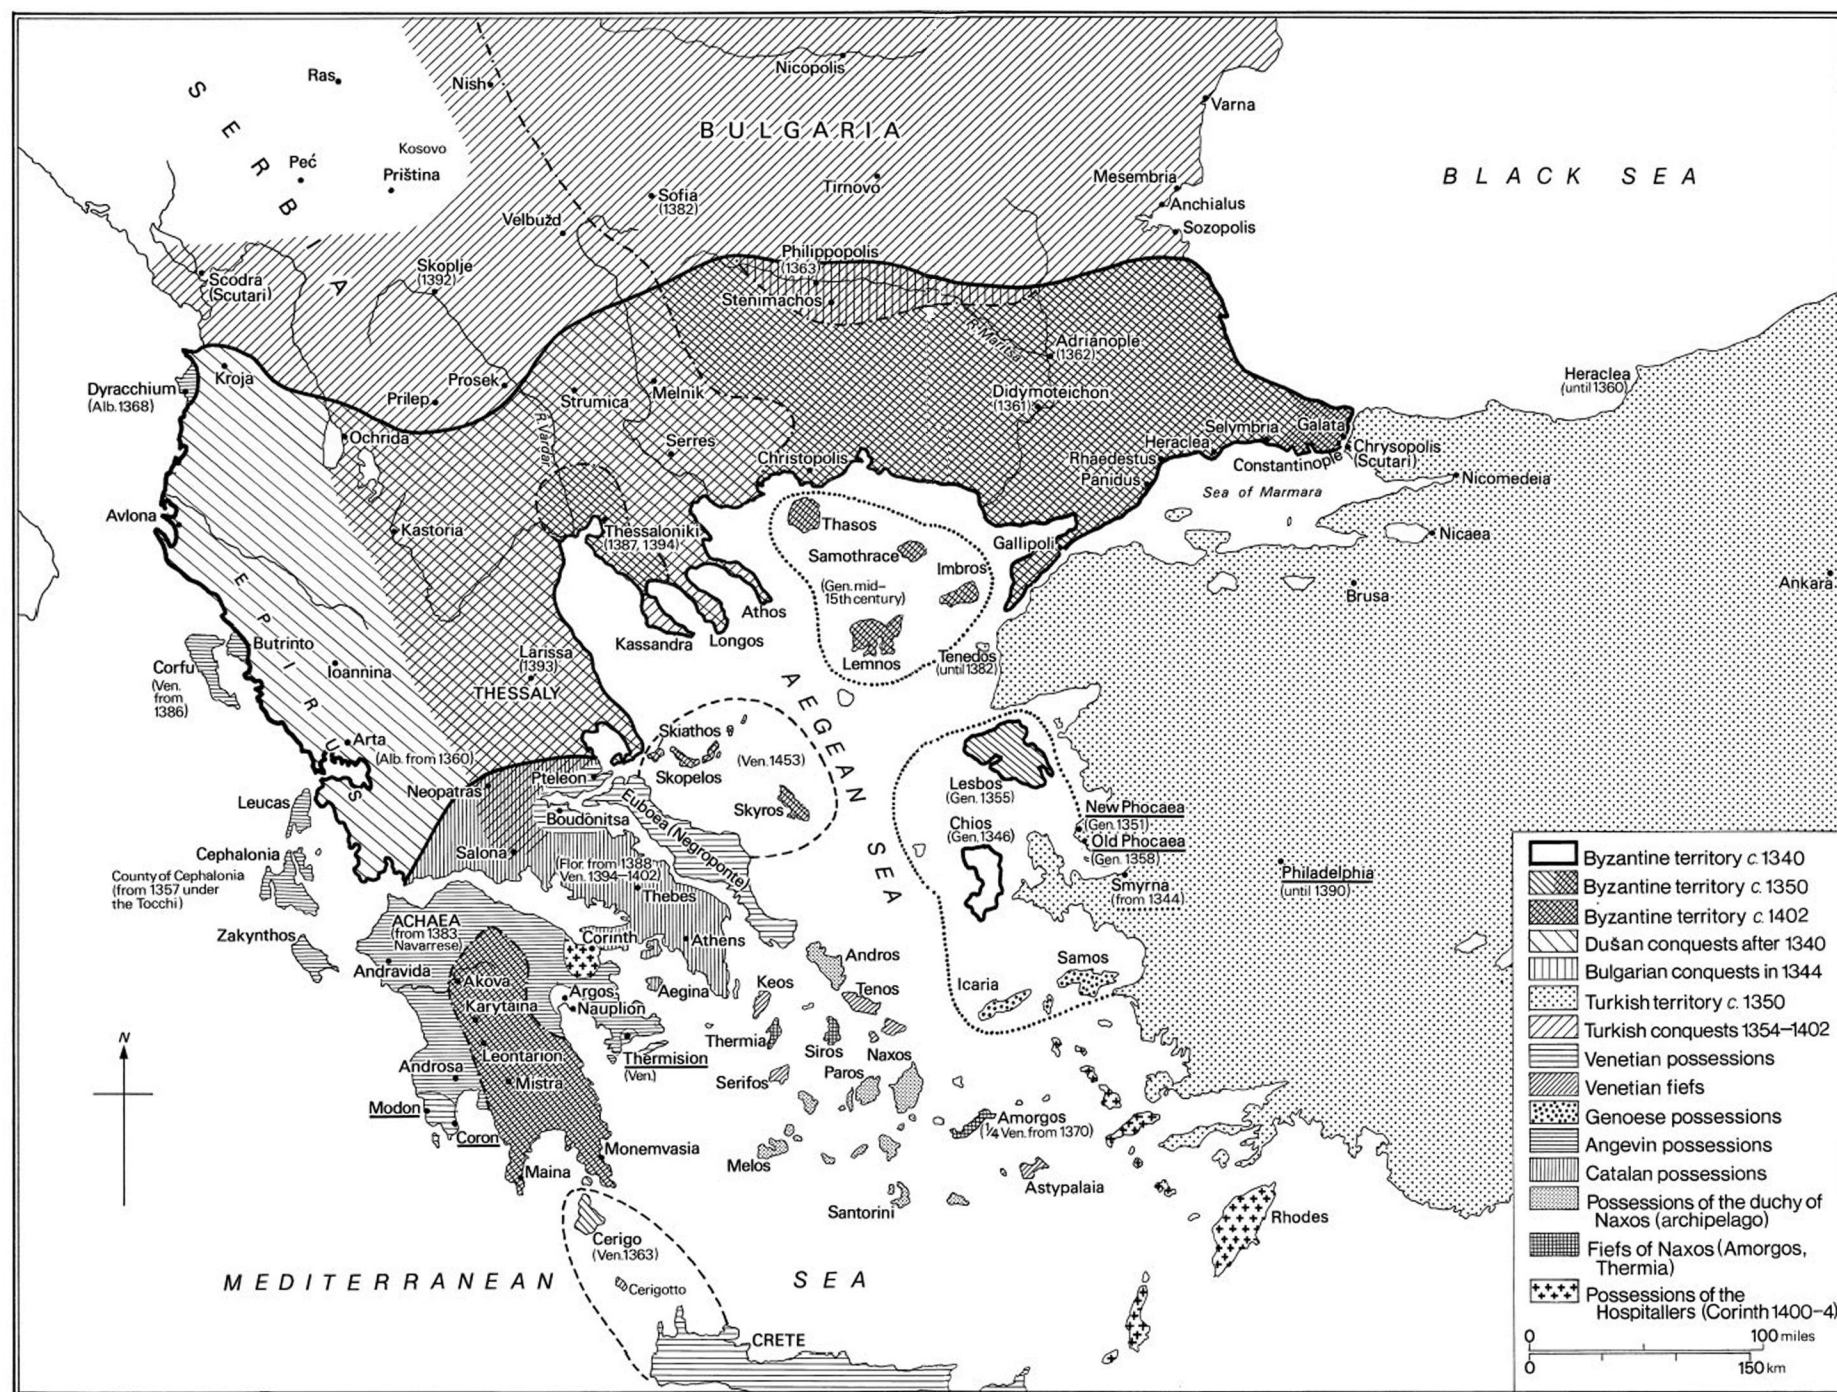 SERBIA
Ras
Nish
Nicopolis
Varna
BULGARIA
Kosovo
Peć
Priština
Sofia
(1382)
Tirnovo
Mesembria
Anchialus
Sozopolis
BLACK SEA
Velbužd
Scodra
(Scutari)
Skoplje
(1392)
Philippopolis
(1363)
Stenimachos
R. Maritsa
Adrianople
(1362)
Heraclea
(until 1360)
Dyracchium
(Alb. 1368)
Kroja
Prilep
Prosek
Strumica
Melnik
Didymoteichon
(1361)
Ochrida
R. Vardar
Serres
Christopolis
Heraclea
Selymbria
Galata
Rhaedestus
Panidus
Constantinople
Chrysopolis
(Scutari)
Nicomedeia
Sea of Marmara
Avlona
Kastoria
Thessaloniki
(1387, 1394)
Thasos
Samothrace
Imbros
(Gen. mid-
15th century)
Gallipoli
Nicaea
Brusa
Ankara
EPIRUS
Kassandra
Longos
Athos
Lemnos
Tenedos
(until 1382)
Butrinto
Corfu
(Ven.
from
1386)
Ioannina
Larissa
(1393)
THESSALY
AEGEAN SEA
Arta
(Alb. from 1360)
Skiathos
Skopelos
(Ven. 1453)
Skyros
Lesbos
(Gen. 1355)
Leucas
Neopatras
Pteleon
Euboea (Negroponte)
Boudonitsa
Chios
(Gen. 1346)
New Phocaea
(Gen. 1351)
Old Phocaea
(Gen. 1358)
Smyrna
(from 1344)
Philadelphia
(until 1390)
Cephalonia
County of Cephalonia
(from 1357 under
the Tocchi)
Salona
(Flor. from 1388
Ven. 1394–1402)
Thebes
Zakynthos
ACHAEA
(from 1383
Navarrese)
Corinth
Athens
Andravida
Akova
Karytaina
Argos
Nauplion
Aegina
Keos
Andros
Tenos
Icaria
Samos
Leontarion
Androsa
Mistra
Thermision
(Ven.)
Thermia
Siros
Naxos
Serifos
Paros
Modon
Coron
Amorgos
(¼ Ven. from 1370)
Monemvasia
Maina
Melos
Astypalaia
Santorini
Rhodes
Cerigo
(Ven. 1363)
Cerigotto
MEDITERRANEAN SEA
CRETE
N
Byzantine territory c. 1340
Byzantine territory c. 1350
Byzantine territory c. 1402
Dušan conquests after 1340
Bulgarian conquests in 1344
Turkish territory c. 1350
Turkish conquests 1354–1402
Venetian possessions
Venetian fiefs
Genoese possessions
Angevin possessions
Catalan possessions
Possessions of the duchy of
Naxos (archipelago)
Fiefs of Naxos (Amorgos,
Thermia)
Possessions of the
Hospitallers (Corinth 1400–4)
0 100 miles
0 150 km